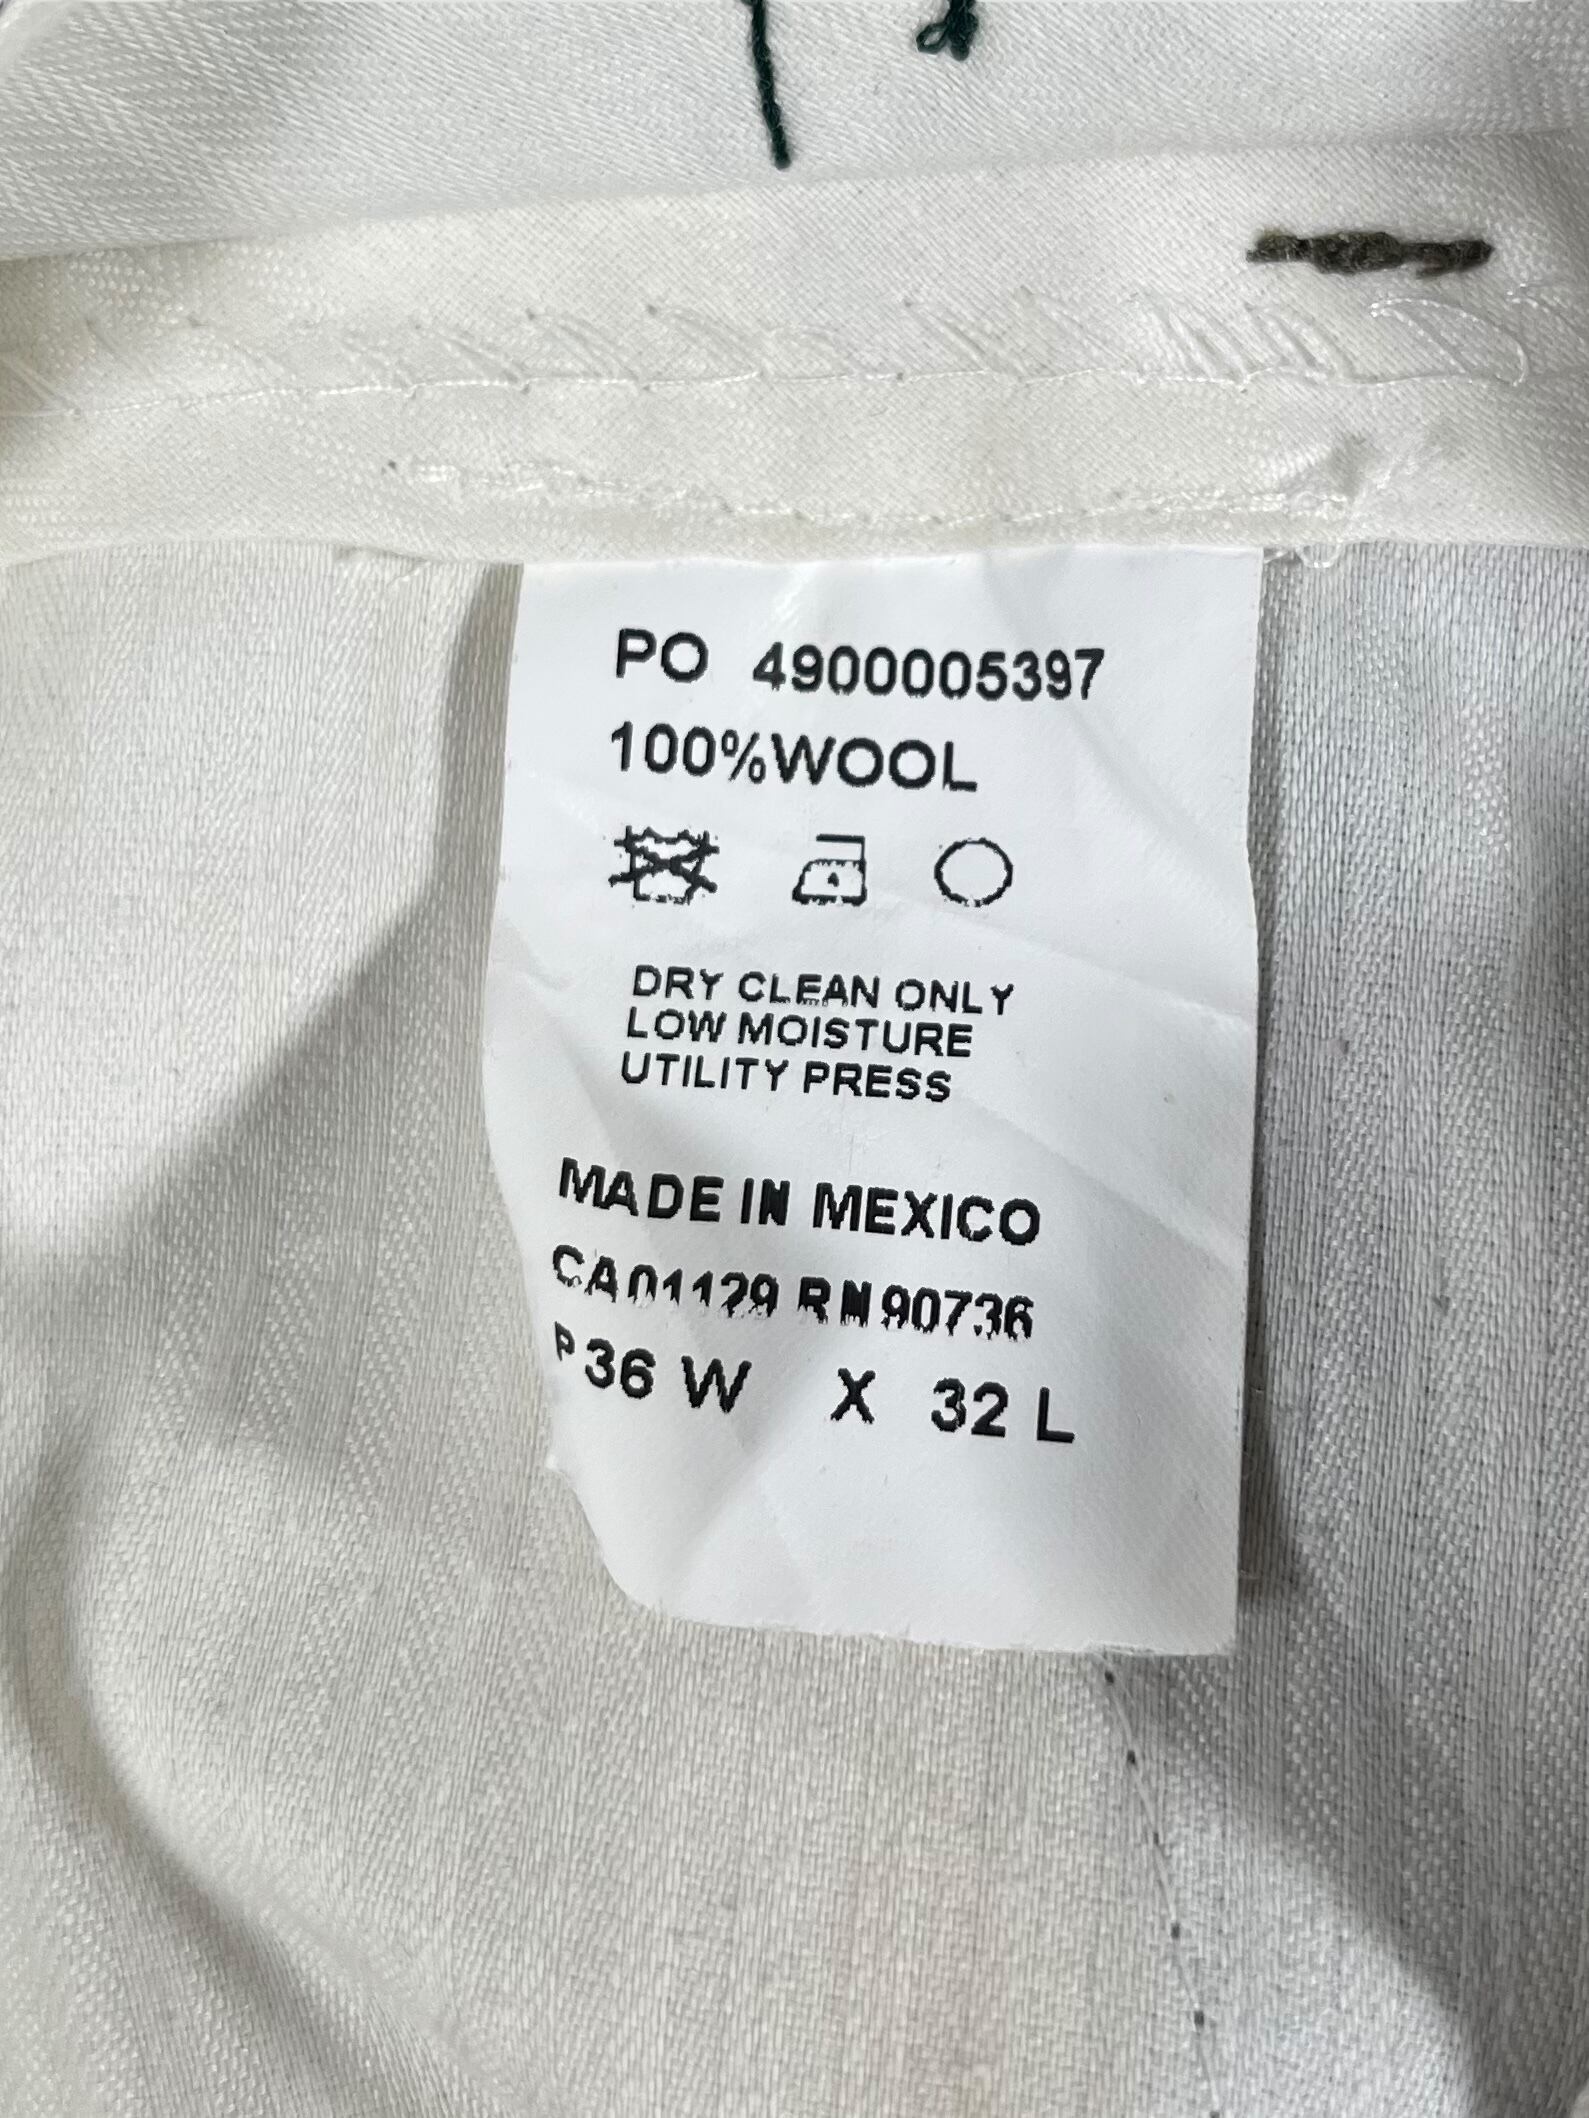 PO 4900005397
100%WOOL
DRY CLEAN ONLY
LOW MOISTURE
UTILITY PRESS
MADE IN MEXICO
CA01129 RN90736
P36 W X 32 L